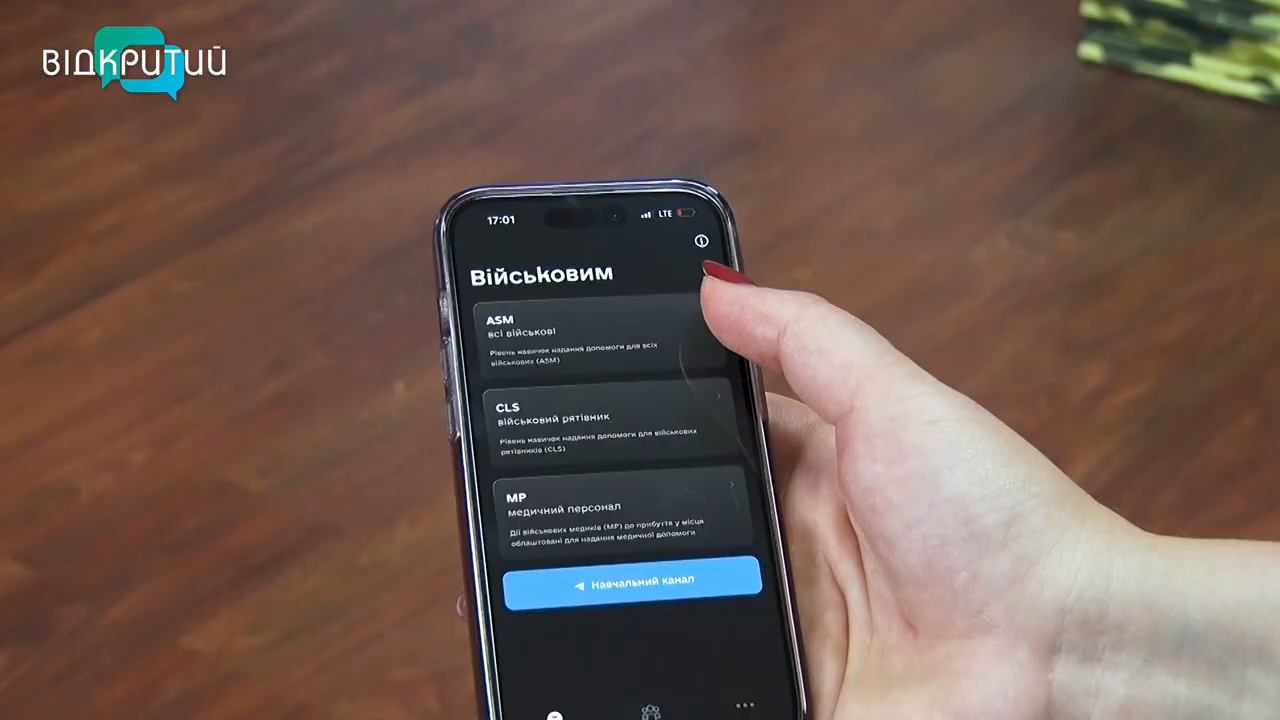 ВІДКРИТИЙ
17:01
LTE
Військовим
ASM
всі військові
Рівень навичок надання допомоги для всіх
військових (ASM)
CLS
військовий рятівник
Рівень навичок надання допомоги для військових
рятівників (CLS)
MP
медичний персонал
Дії військових медиків (MP) до прибуття у місця
облаштовані для надання медичної допомоги
Навчальний канал